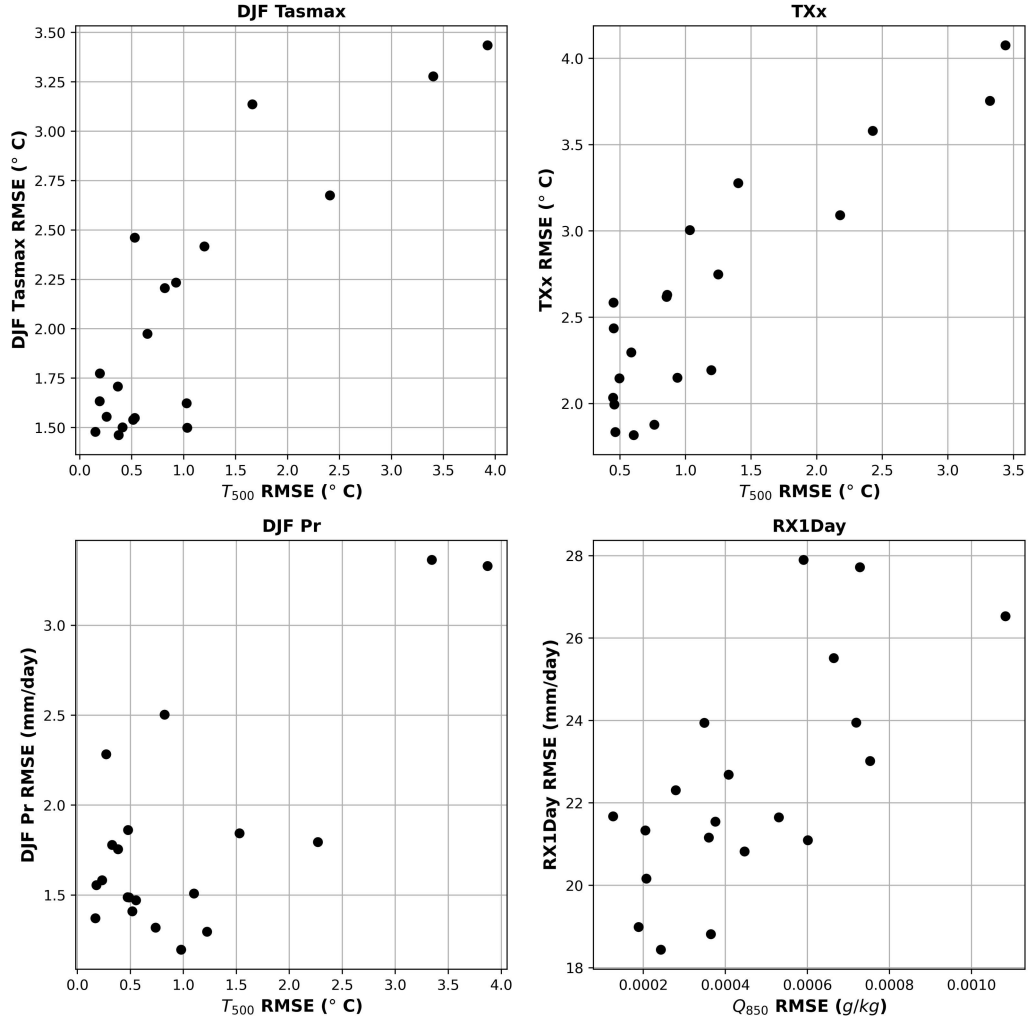 DJF Tasmax
3.50
3.25
3.00
2.75
2.50
2.25
2.00
1.75
1.50
DJF Tasmax RMSE (° C)
0.0 0.5 1.0 1.5 2.0 2.5 3.0 3.5 4.0
T500 RMSE (° C)
TXx
4.0
3.5
3.0
2.5
2.0
TXx RMSE (° C)
0.5 1.0 1.5 2.0 2.5 3.0 3.5
T500 RMSE (° C)
DJF Pr
3.0
2.5
2.0
1.5
DJF Pr RMSE (mm/day)
0.0 0.5 1.0 1.5 2.0 2.5 3.0 3.5 4.0
T500 RMSE (° C)
RX1Day
28
26
24
22
20
18
RX1Day RMSE (mm/day)
0.0002 0.0004 0.0006 0.0008 0.0010
Q850 RMSE (g/kg)